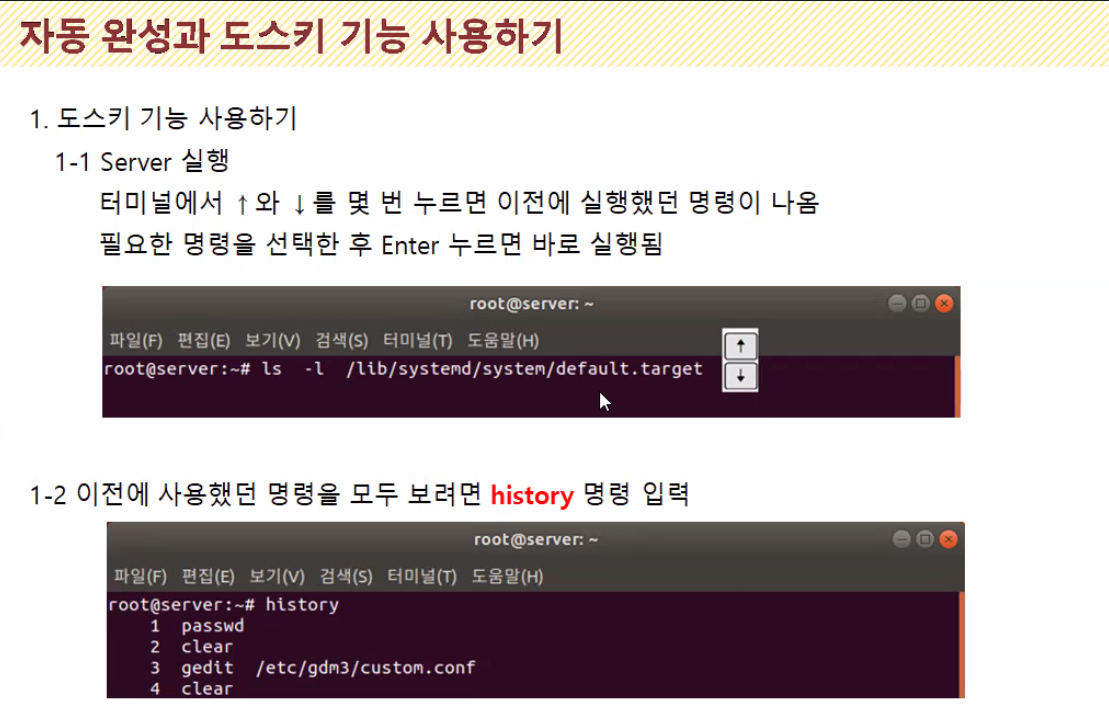 자동 완성과 도스키 기능 사용하기
1. 도스키 기능 사용하기
1-1 Server 실행
터미널에서 ↑와 ↓를 몇 번 누르면 이전에 실행했던 명령이 나옴
필요한 명령을 선택한 후 Enter 누르면 바로 실행됨
root@server: ~
파일(F) 편집(E) 보기(V) 검색(S) 터미널(T) 도움말(H)
root@server:~# ls -l /lib/systemd/system/default.target
↑
↓
1-2 이전에 사용했던 명령을 모두 보려면 history 명령 입력
root@server: ~
파일(F) 편집(E) 보기(V) 검색(S) 터미널(T) 도움말(H)
root@server:~# history
1 passwd
2 clear
3 gedit /etc/gdm3/custom.conf
4 clear